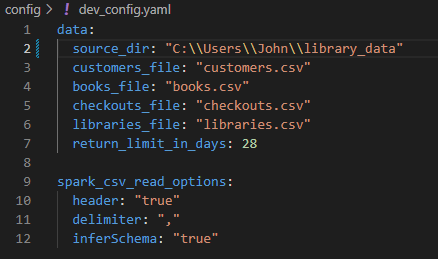 config > ! dev_config.yaml
1 data:
2   source_dir: "C:\\Users\\John\\library_data"
3   customers_file: "customers.csv"
4   books_file: "books.csv"
5   checkouts_file: "checkouts.csv"
6   libraries_file: "libraries.csv"
7   return_limit_in_days: 28
8
9 spark_csv_read_options:
10   header: "true"
11   delimiter: ","
12   inferSchema: "true"